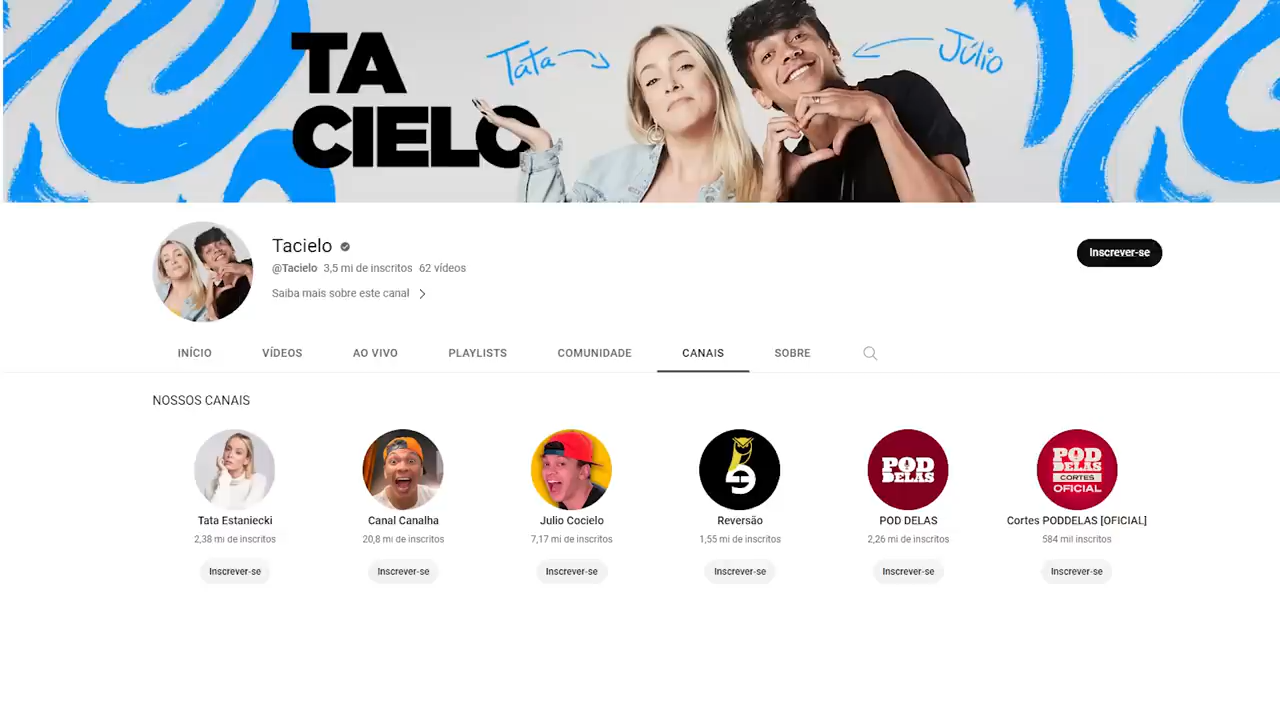 TA
CIELO
Tata
Júlio
Tacielo
@Tacielo 3,5 mi de inscritos 62 vídeos
Saiba mais sobre este canal
Inscrever-se
INÍCIO VÍDEOS AO VIVO PLAYLISTS COMUNIDADE CANAIS SOBRE
NOSSOS CANAIS
POD DELAS
POD DELAS CORTES OFICIAL
Tata Estaniecki Canal Canalha Julio Cocielo Reversão POD DELAS Cortes PODDELAS [OFICIAL]
2,38 mi de inscritos 20,8 mi de inscritos 7,17 mi de inscritos 1,55 mi de inscritos 2,26 mi de inscritos 584 mil inscritos
Inscrever-se Inscrever-se Inscrever-se Inscrever-se Inscrever-se Inscrever-se